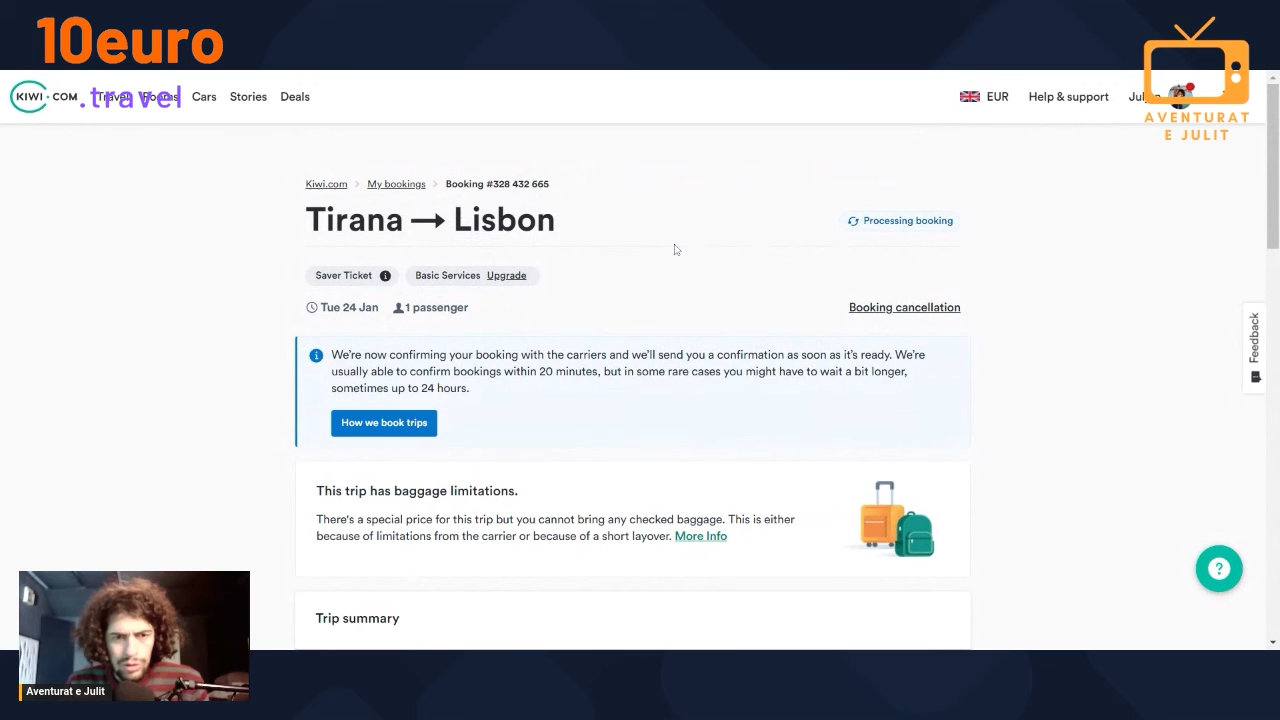 10euro
.travel
KIWI.COM
Travel
Rooms
Cars
Stories
Deals
EUR
Help & support
AVENTURAT
E JULIT
Kiwi.com > My bookings > Booking #328 432 665
Tirana → Lisbon
Processing booking
Saver Ticket
Basic Services Upgrade
Tue 24 Jan
1 passenger
Booking cancellation
Feedback
We're now confirming your booking with the carriers and we'll send you a confirmation as soon as it's ready. We're
usually able to confirm bookings within 20 minutes, but in some rare cases you might have to wait a bit longer,
sometimes up to 24 hours.
How we book trips
This trip has baggage limitations.
There's a special price for this trip but you cannot bring any checked baggage. This is either
because of limitations from the carrier or because of a short layover. More Info
Trip summary
Aventurat e Julit